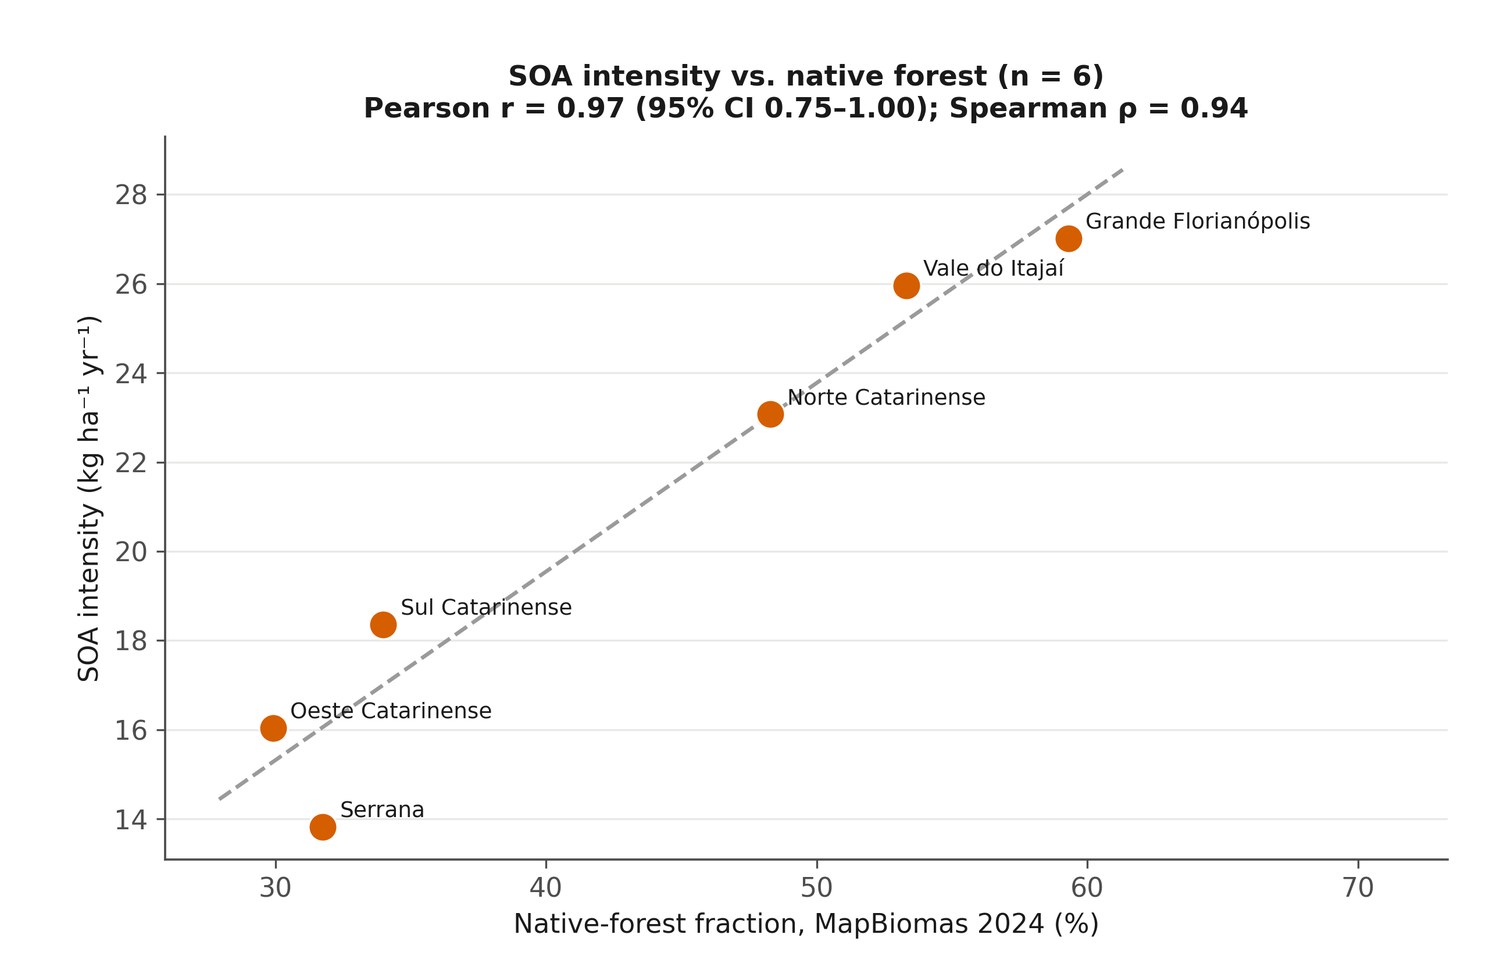 SOA intensity vs. native forest (n = 6)
Pearson r = 0.97 (95% CI 0.75–1.00); Spearman ρ = 0.94
SOA intensity (kg ha⁻¹ yr⁻¹)
28
26
24
22
20
18
16
14
Grande Florianópolis
Vale do Itajaí
Norte Catarinense
Sul Catarinense
Oeste Catarinense
Serrana
30 40 50 60 70
Native-forest fraction, MapBiomas 2024 (%)